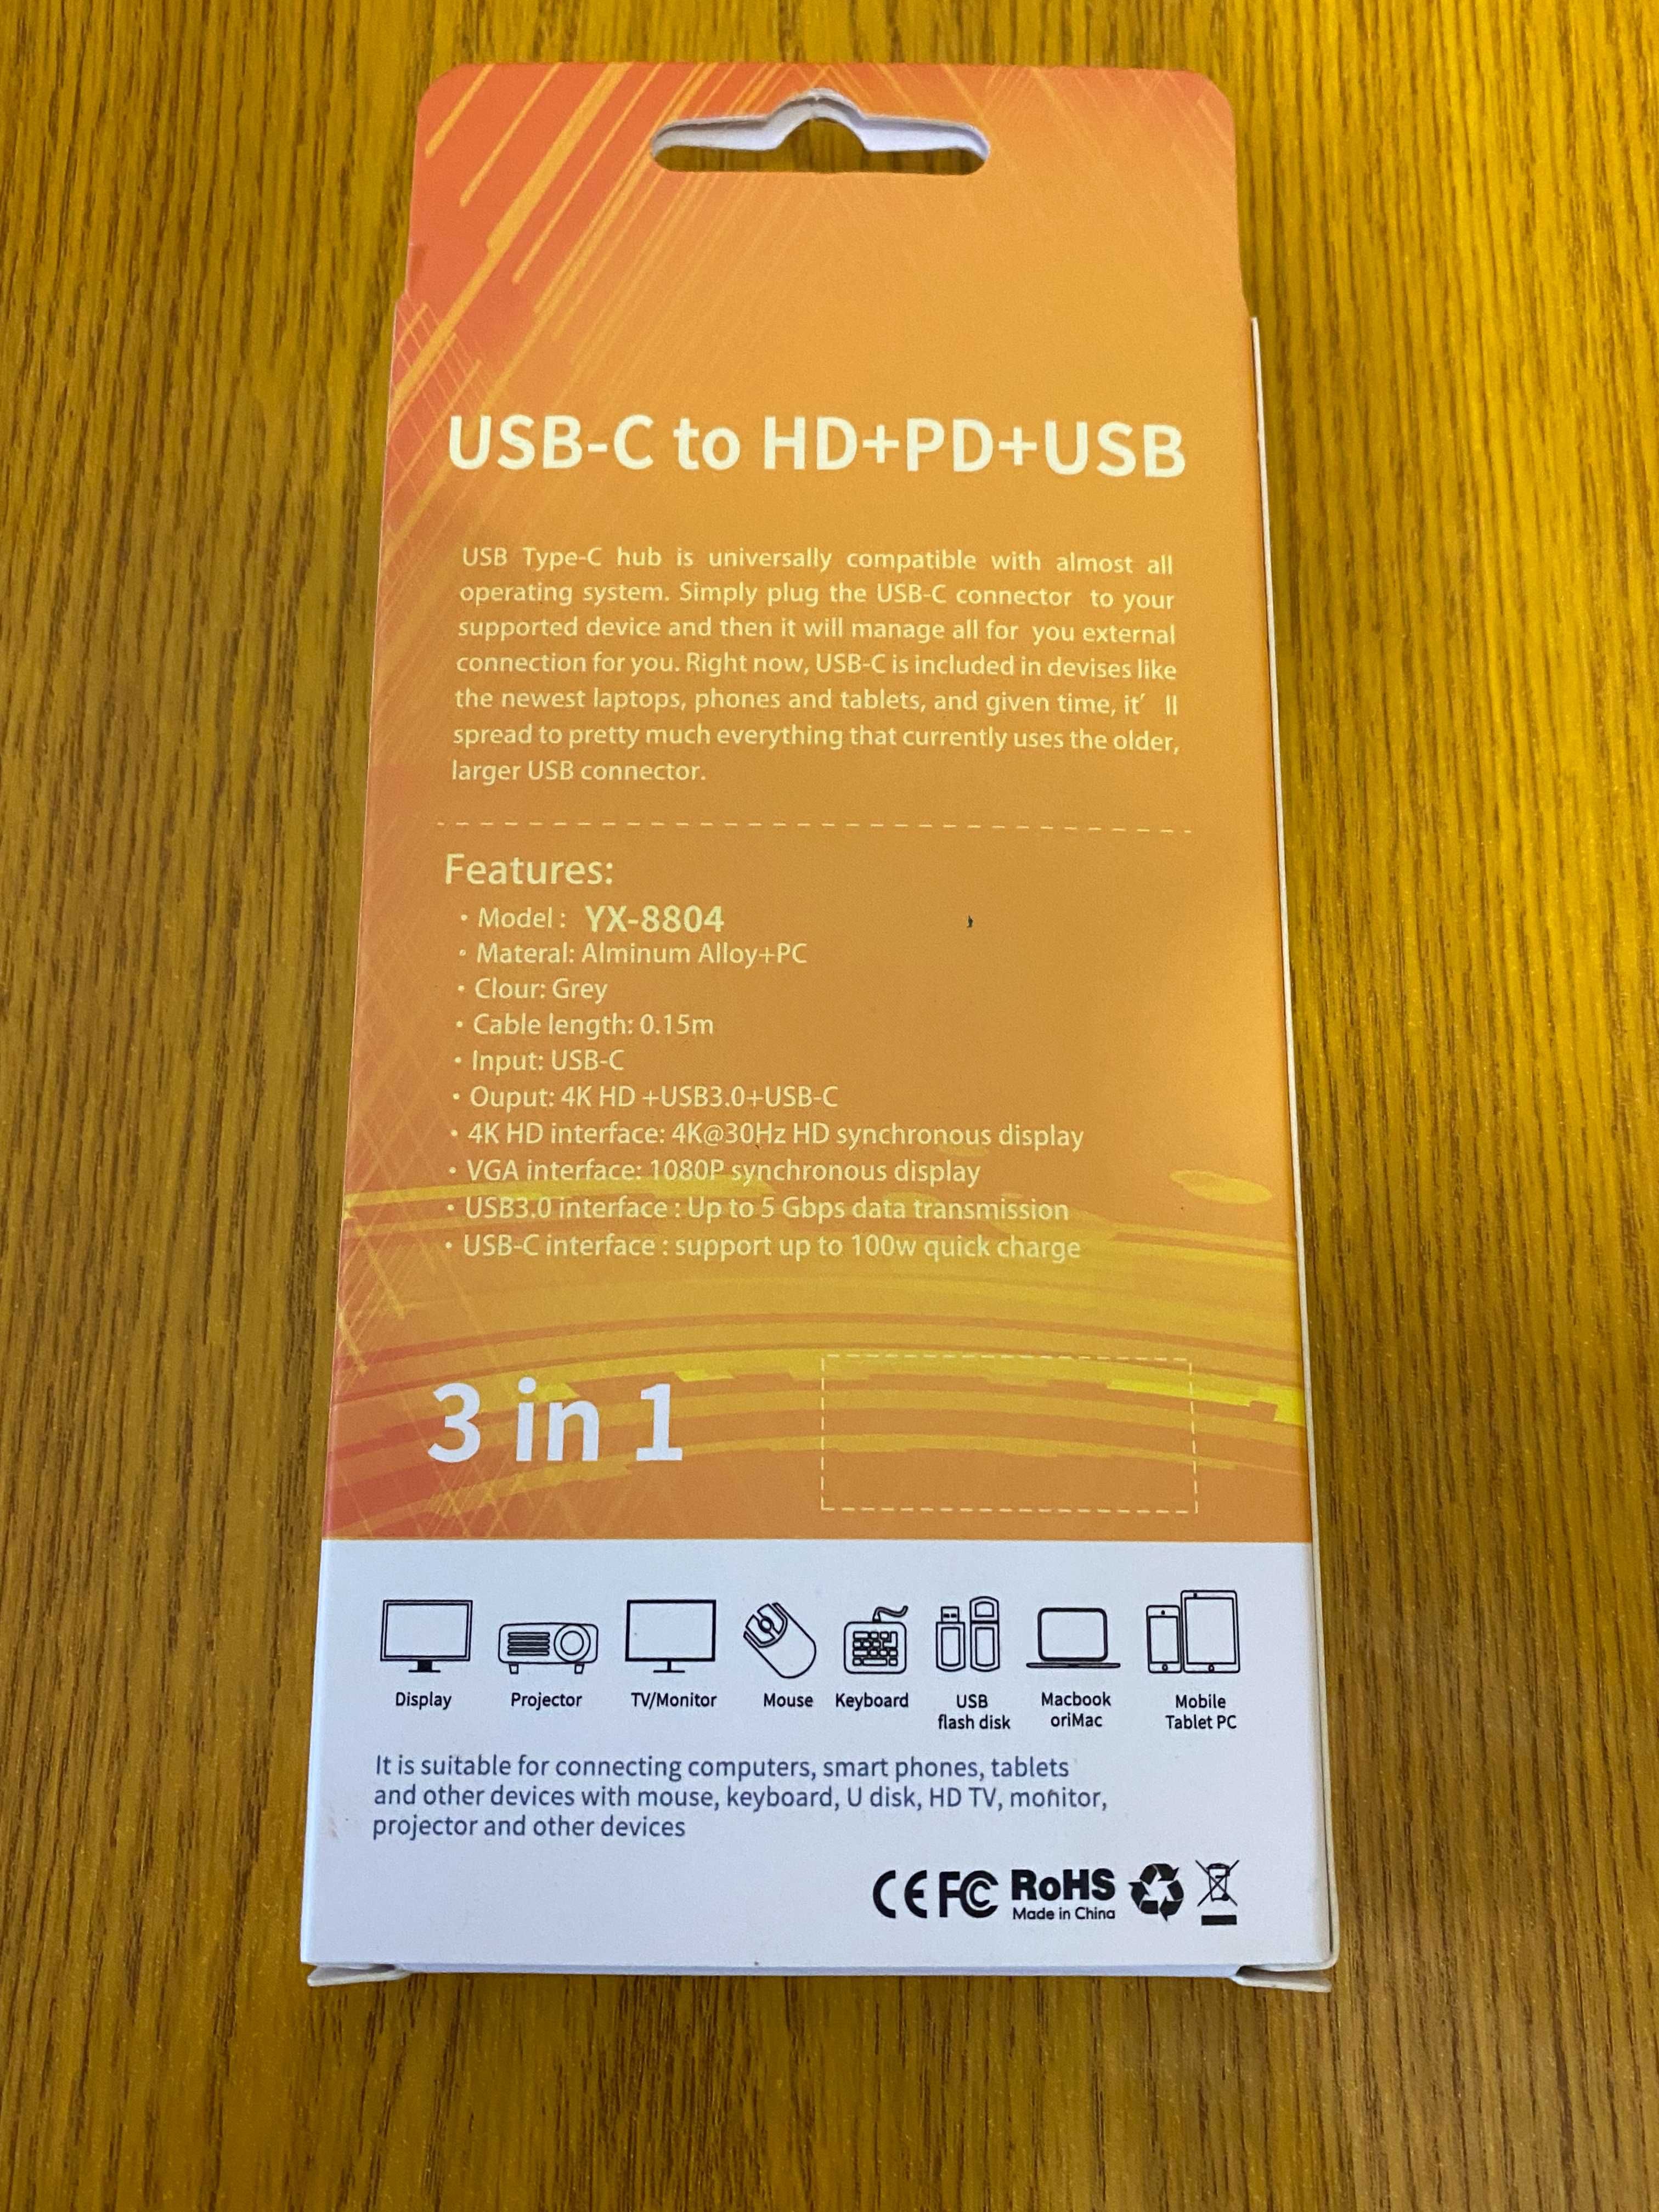 USB-C to HD+PD+USB
USB Type-C hub is universally compatible with almost all
operating system. Simply plug the USB-C connector to your
supported device and then it will manage all for you external
connection for you. Right now, USB-C is included in devises like
the newest laptops, phones and tablets, and given time, it' ll
spread to pretty much everything that currently uses the older,
larger USB connector.
Features:
• Model : YX-8804
• Materal: Alminum Alloy+PC
• Clour: Grey
• Cable length: 0.15m
• Input: USB-C
• Ouput: 4K HD +USB3.0+USB-C
• 4K HD interface: 4K@30Hz HD synchronous display
• VGA interface: 1080P synchronous display
• USB3.0 interface : Up to 5 Gbps data transmission
• USB-C interface : support up to 100w quick charge
3 in 1
Display
Projector
TV/Monitor
Mouse
Keyboard
USB
flash disk
Macbook
oriMac
Mobile
Tablet PC
It is suitable for connecting computers, smart phones, tablets
and other devices with mouse, keyboard, U disk, HD TV, monitor,
projector and other devices
CE FC RoHS
Made in China